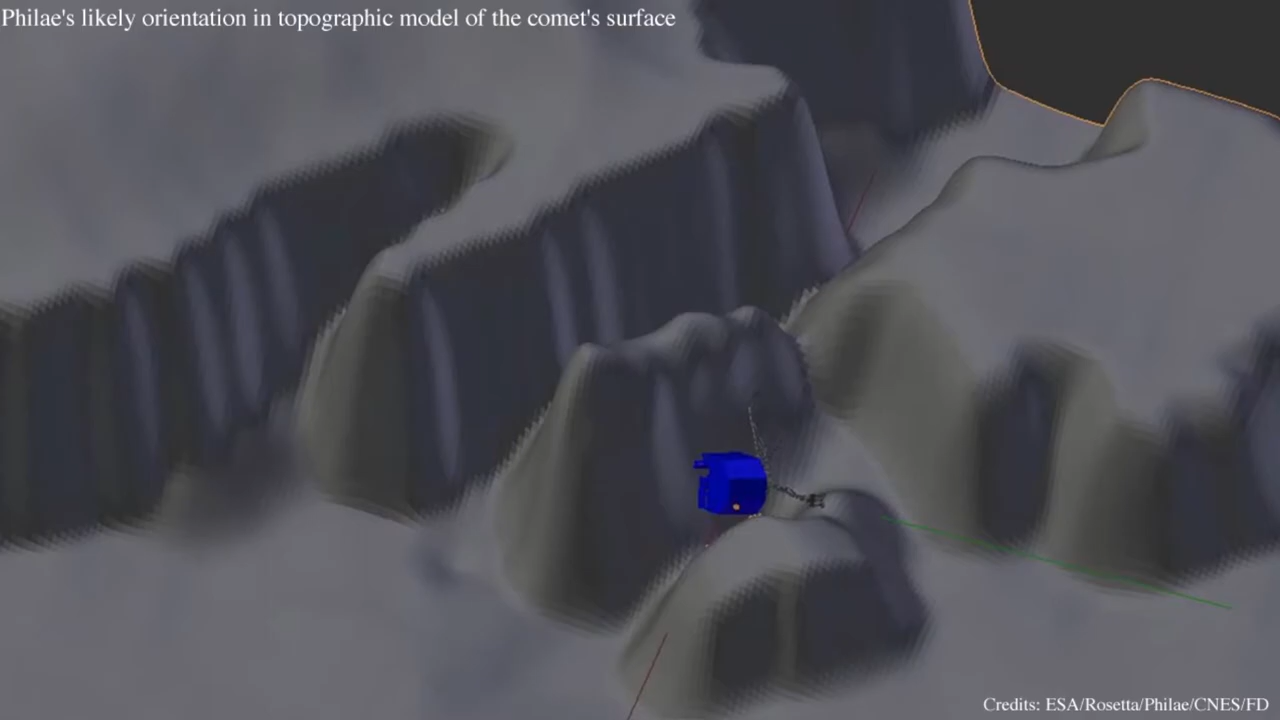 Philae's likely orientation in topographic model of the comet's surface
Credits: ESA/Rosetta/Philae/CNES/FD